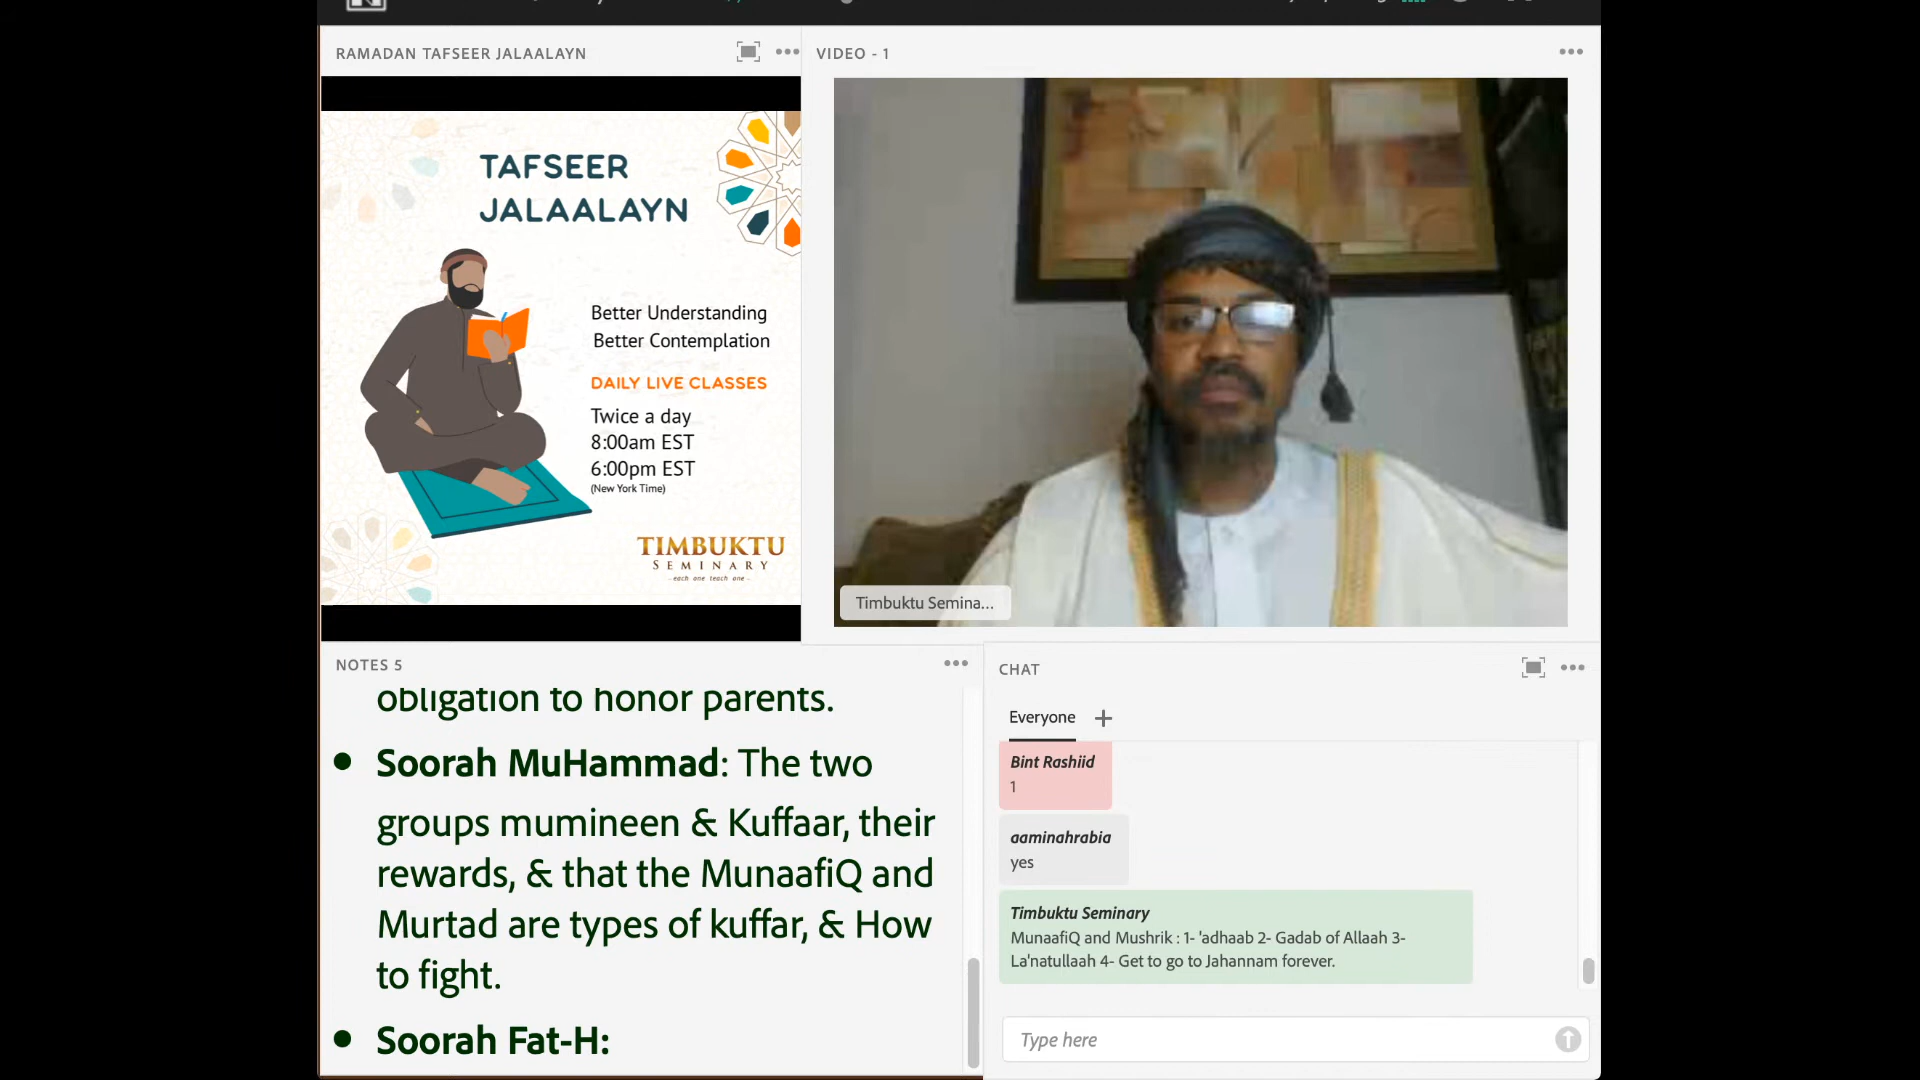 RAMADAN TAFSEER JALAALAYN
TAFSEER
JALAALAYN
Better Understanding
Better Contemplation
DAILY LIVE CLASSES
Twice a day
8:00am EST
6:00pm EST
(New York Time)
TIMBUKTU
SEMINARY
- each one teach one -
VIDEO - 1
Timbuktu Semina...
NOTES 5
obligation to honor parents.
• Soorah MuHammad: The two
groups mumineen & Kuffaar, their
rewards, & that the MunaafiQ and
Murtad are types of kuffar, & How
to fight.
• Soorah Fat-H:
CHAT
Everyone +
Bint Rashiid
1
aaminahrabia
yes
Timbuktu Seminary
MunaafiQ and Mushrik : 1- 'adhaab 2- Gadab of Allaah 3-
La'natullaah 4- Get to go to Jahannam forever.
Type here